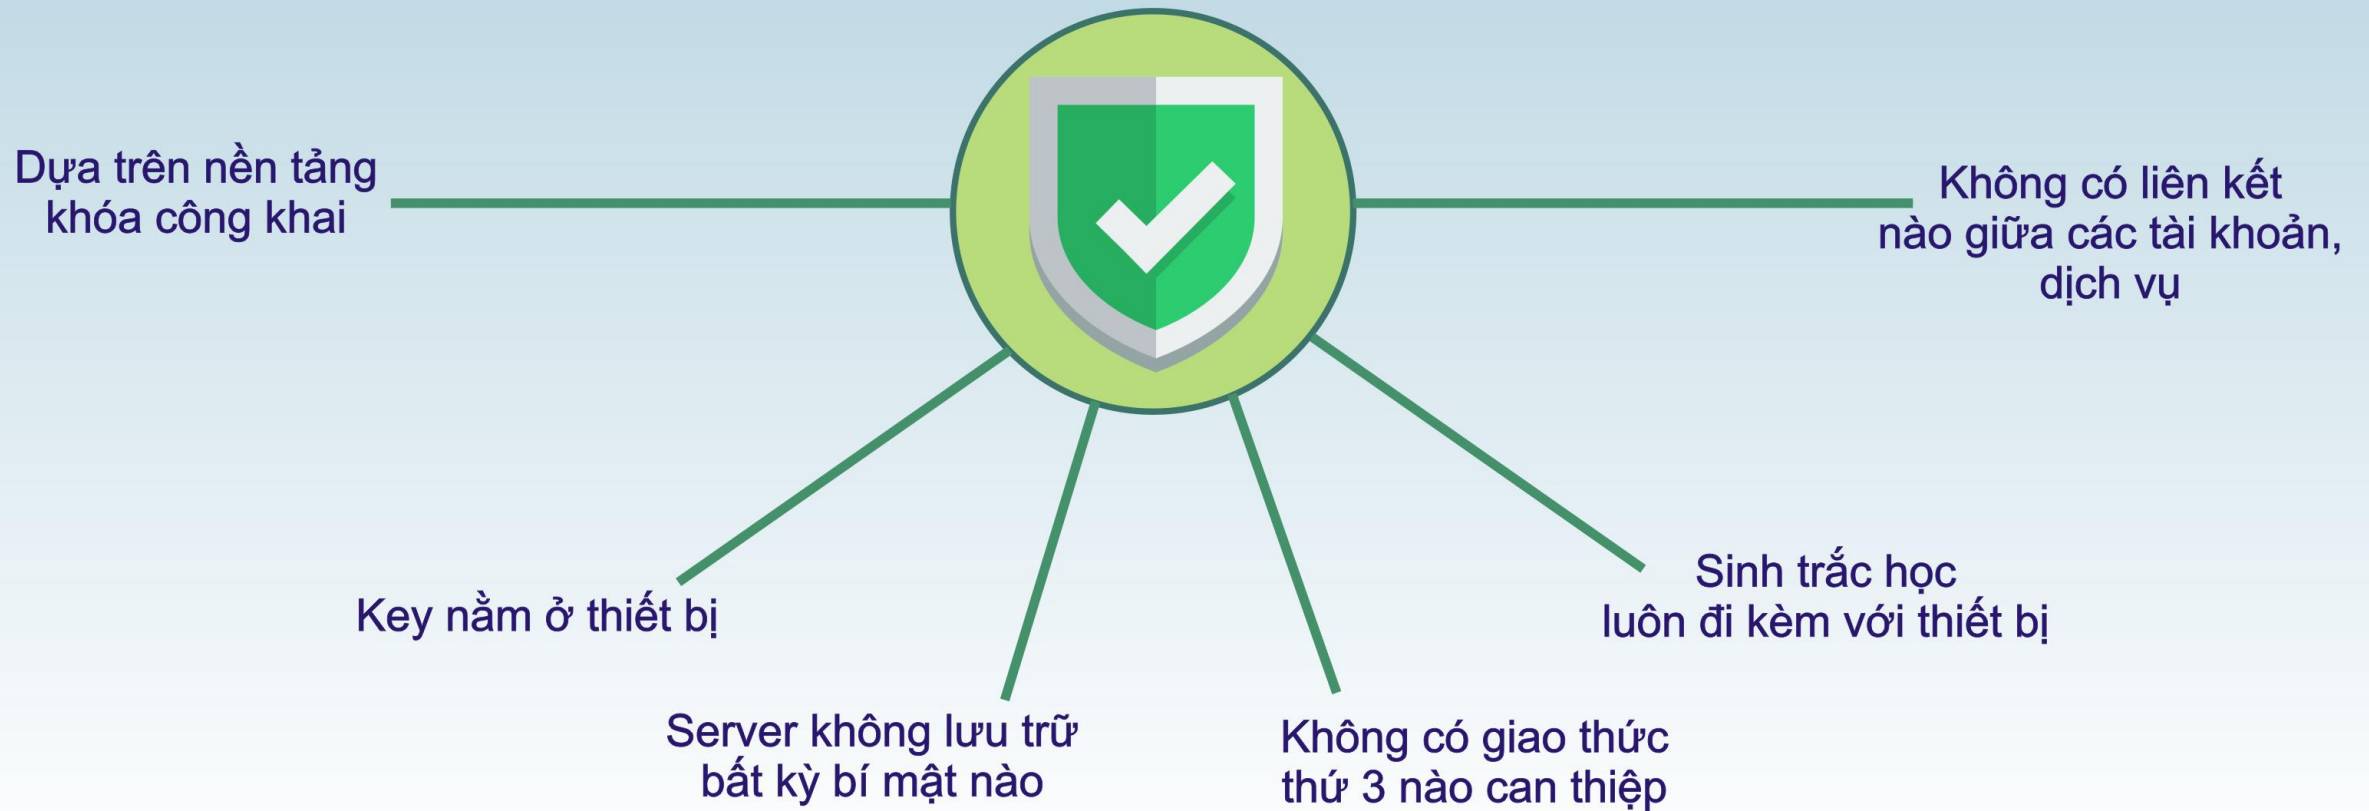 Dựa trên nền tảng
khóa công khai
Không có liên kết
nào giữa các tài khoản,
dịch vụ
Key nằm ở thiết bị
Sinh trắc học
luôn đi kèm với thiết bị
Server không lưu trữ
bất kỳ bí mật nào
Không có giao thức
thứ 3 nào can thiệp